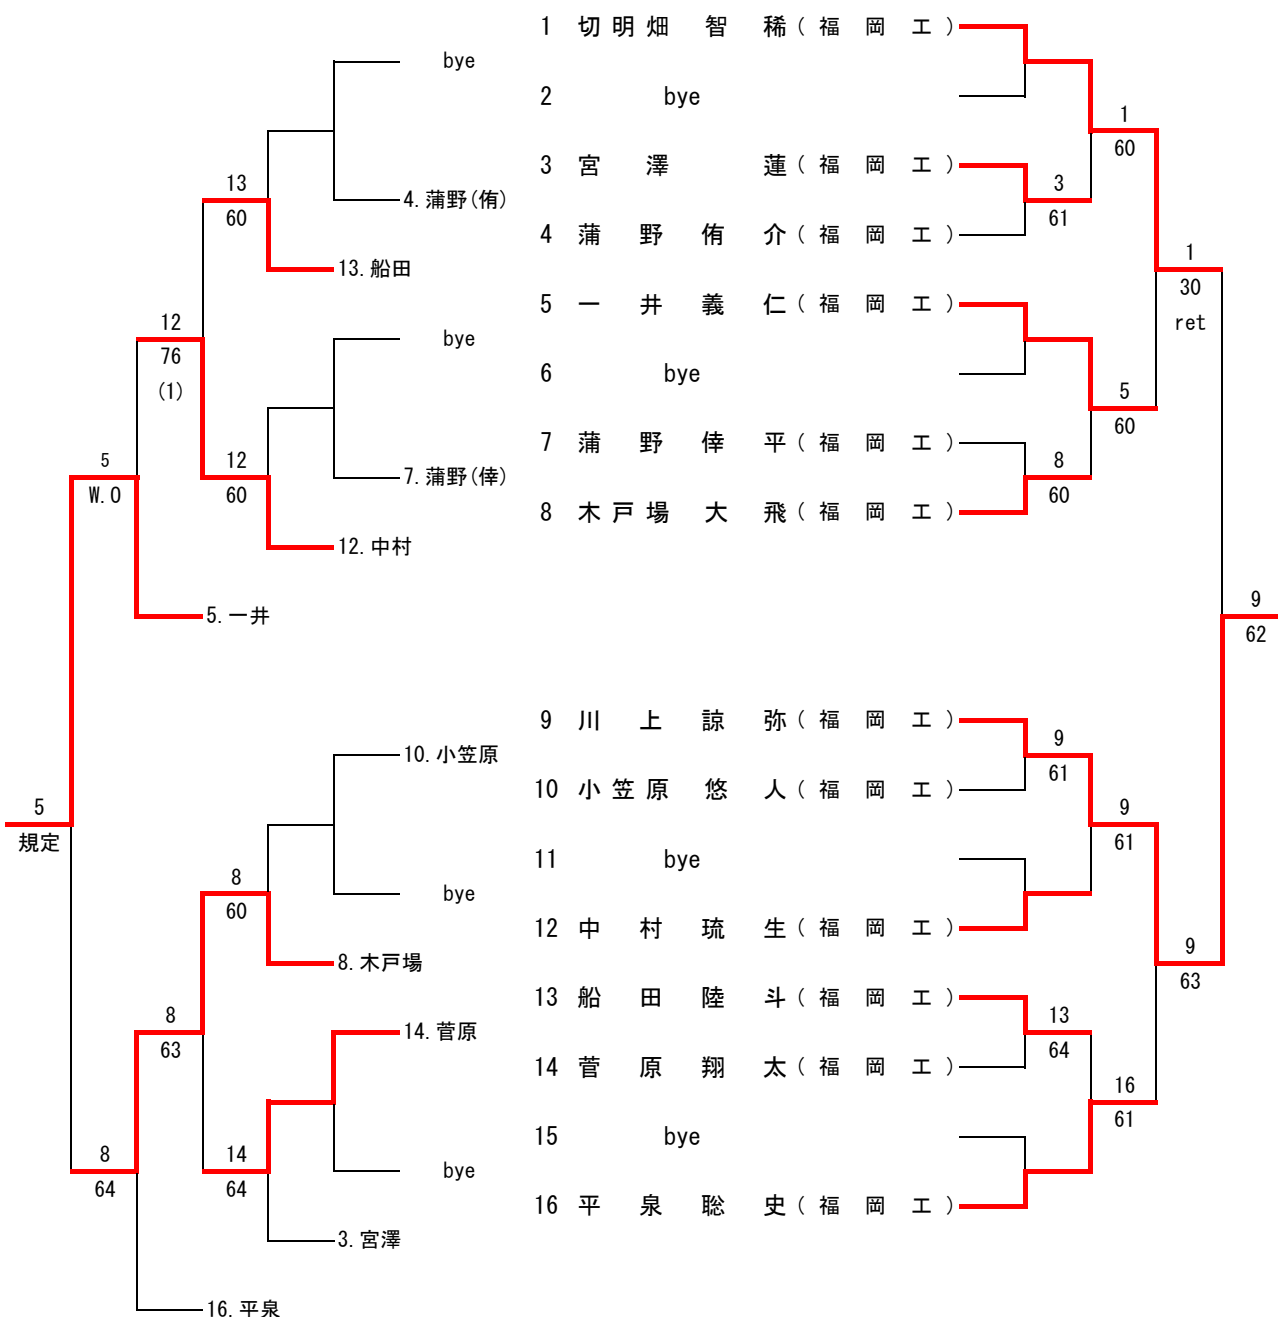 1 切明畑 智稀(福岡工)
bye
2 bye
1
60
3 宮澤 蓮(福岡工)
13
60
3
61
4.蒲野(侑)
4 蒲野侑介(福岡工)
1
30
ret
13.船田
5 一井義仁(福岡工)
12
76
(1)
bye
6 bye
5
60
7 蒲野倖平(福岡工)
5
W.O
12
60
7.蒲野(倖)
8
60
8 木戸場 大飛(福岡工)
12.中村
5.一井
9
62
9 川上諒弥(福岡工)
10.小笠原
9
61
10 小笠原 悠人(福岡工)
5
規定
9
61
11 bye
8
60
bye
12 中村琉生(福岡工)
8.木戸場
9
63
13 船田陸斗(福岡工)
8
63
14.菅原
13
64
14 菅原翔太(福岡工)
16
61
15 bye
8
64
14
64
bye
16 平泉聡史(福岡工)
3.宮澤
16.平泉